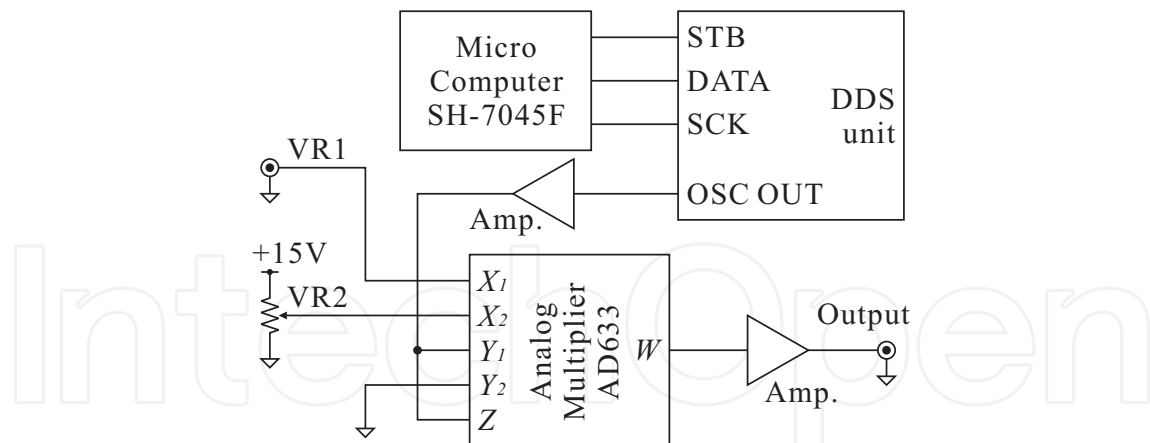 Micro
Computer
SH-7045F
STB
DATA
SCK
OSC OUT
DDS
unit
VR1
Amp.
+15V
VR2
X1
X2
Y1
Y2
Z
Analog
Multiplier
AD633
W
Output
Amp.
IntechOpen